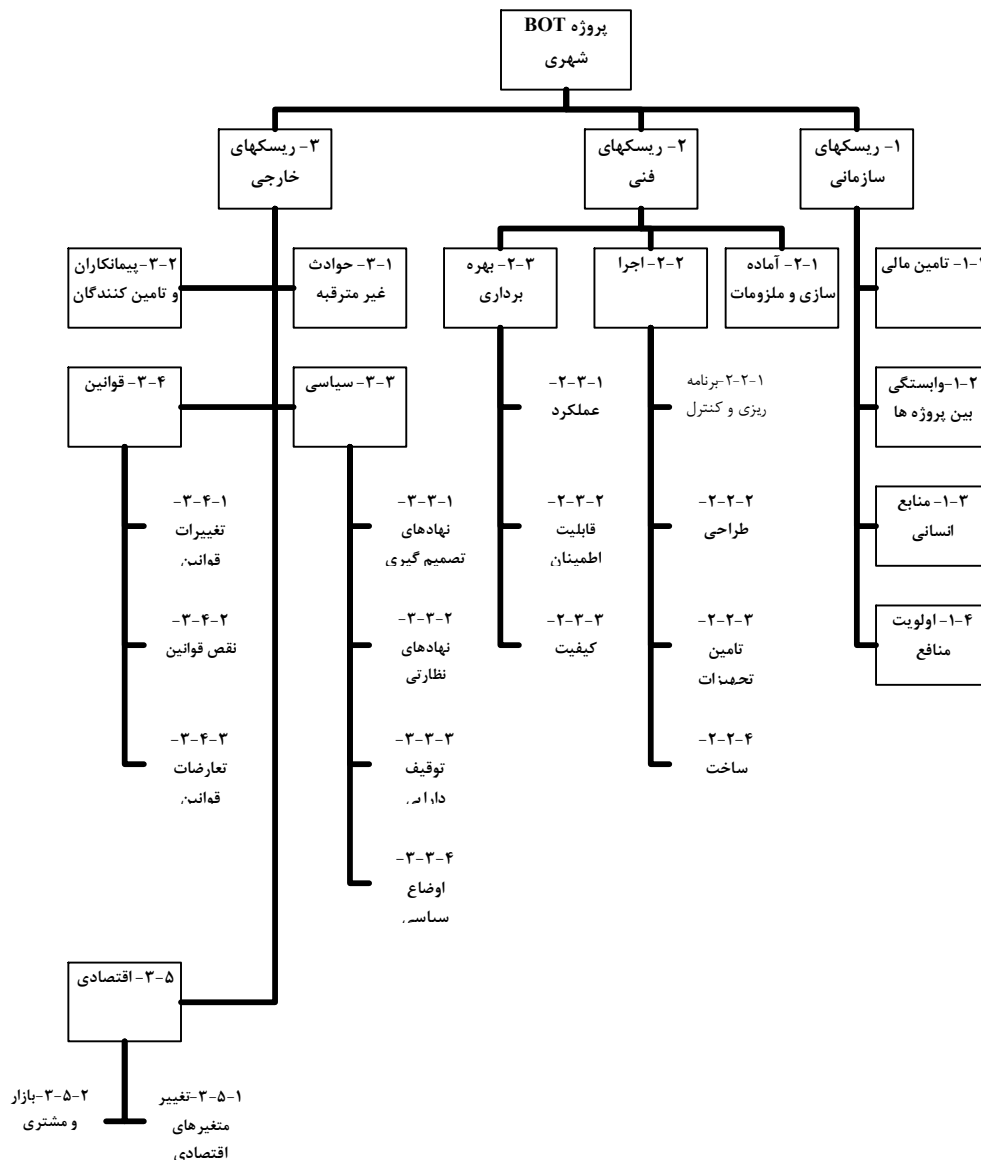 پروژه BOT
شهری
۱- ریسکهای
سازمانی
۲- ریسکهای
فنی
۳- ریسکهای
خارجی
۱-۱- تامین مالی
۱-۲-وابستگی
بین پروژه ها
۱-۳- منابع
انسانی
۱-۴- اولویت
منافع
۲-۱- آماده
سازی و ملزومات
۲-۲- اجرا
۲-۲-۱-برنامه
ریزی و کنترل
۲-۲-۲-
طراحی
۲-۲-۳-
تامین
تجهیزات
۲-۲-۴-
ساخت
۲-۳- بهره
برداری
۲-۳-۱-
عملکرد
۲-۳-۲-
قابلیت
اطمینان
۲-۳-۳-
کیفیت
۳-۱- حوادث
غیر مترقبه
۳-۲-پیمانکاران
و تامین کنندگان
۳-۳- سیاسی
۳-۳-۱-
نهادهای
تصمیم گیری
۳-۳-۲-
نهادهای
نظارتی
۳-۳-۳-
توقیف
دارایی
۳-۳-۴-
اوضاع
سیاسی
۳-۴- قوانین
۳-۴-۱-
تغییرات
قوانین
۳-۴-۲-
نقص قوانین
۳-۴-۳-
تعارضات
قوانین
۳-۵- اقتصادی
۳-۵-۱-تغییر
متغیرهای
اقتصادی
۳-۵-۲-بازار
و مشتری